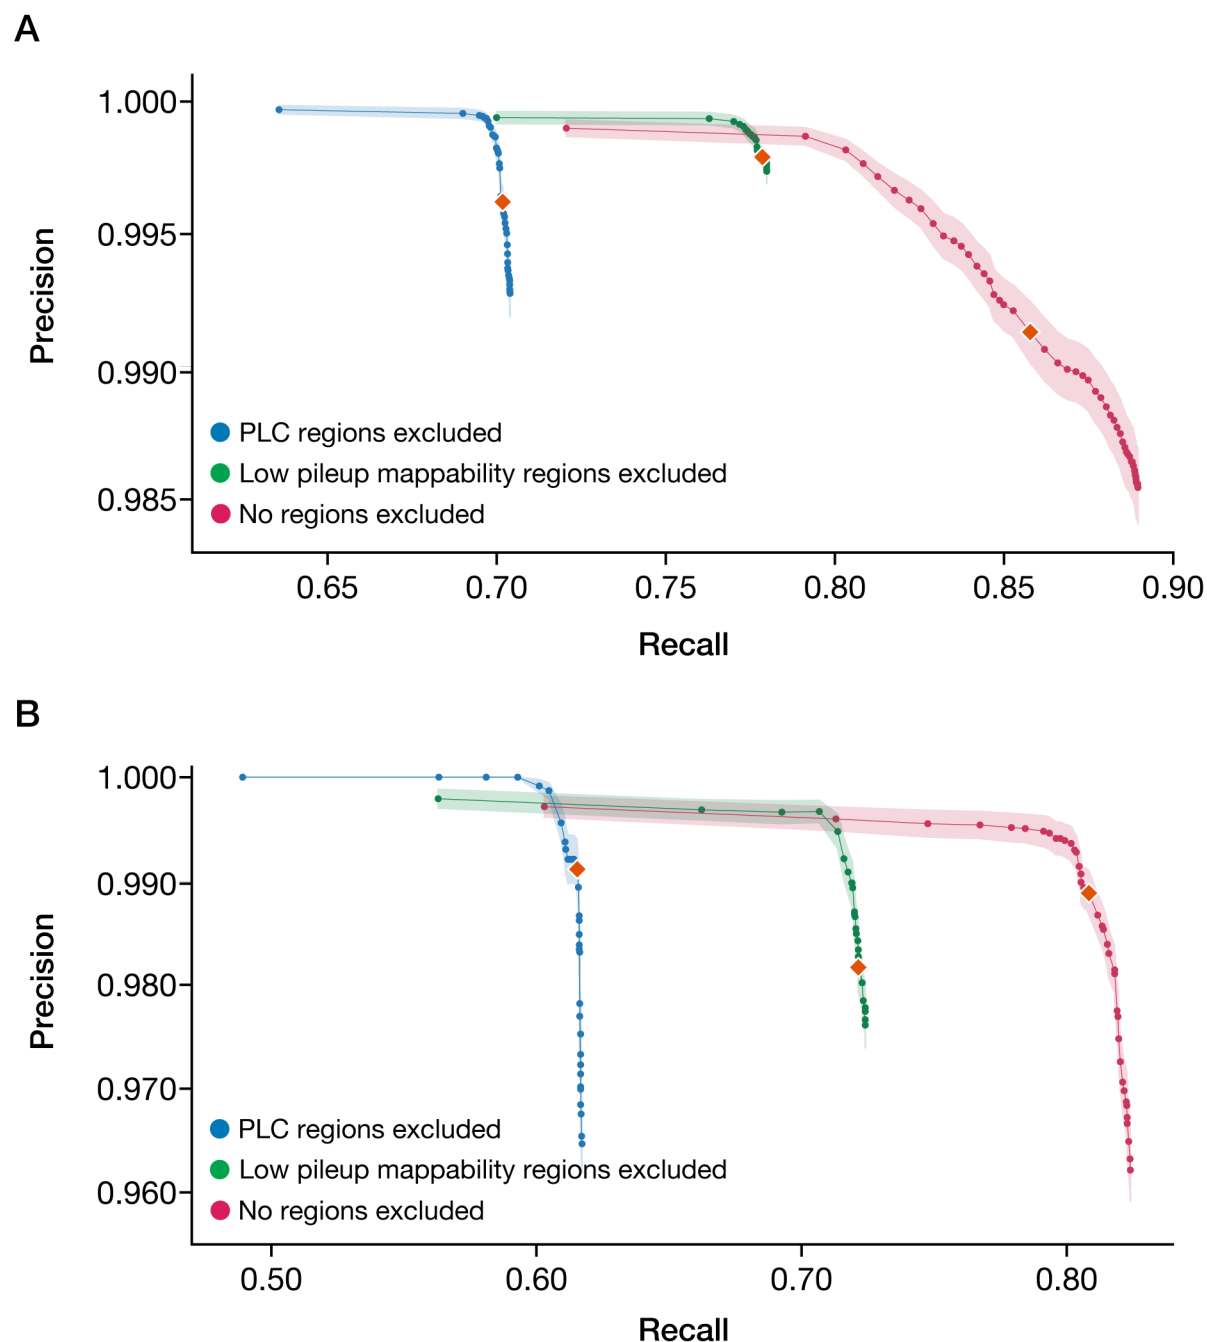 A
1.000
0.995
0.990
0.985
Precision
PLC regions excluded
Low pileup mappability regions excluded
No regions excluded
0.65 0.70 0.75 0.80 0.85 0.90
Recall
B
1.000
0.990
0.980
0.970
0.960
Precision
PLC regions excluded
Low pileup mappability regions excluded
No regions excluded
0.50 0.60 0.70 0.80
Recall